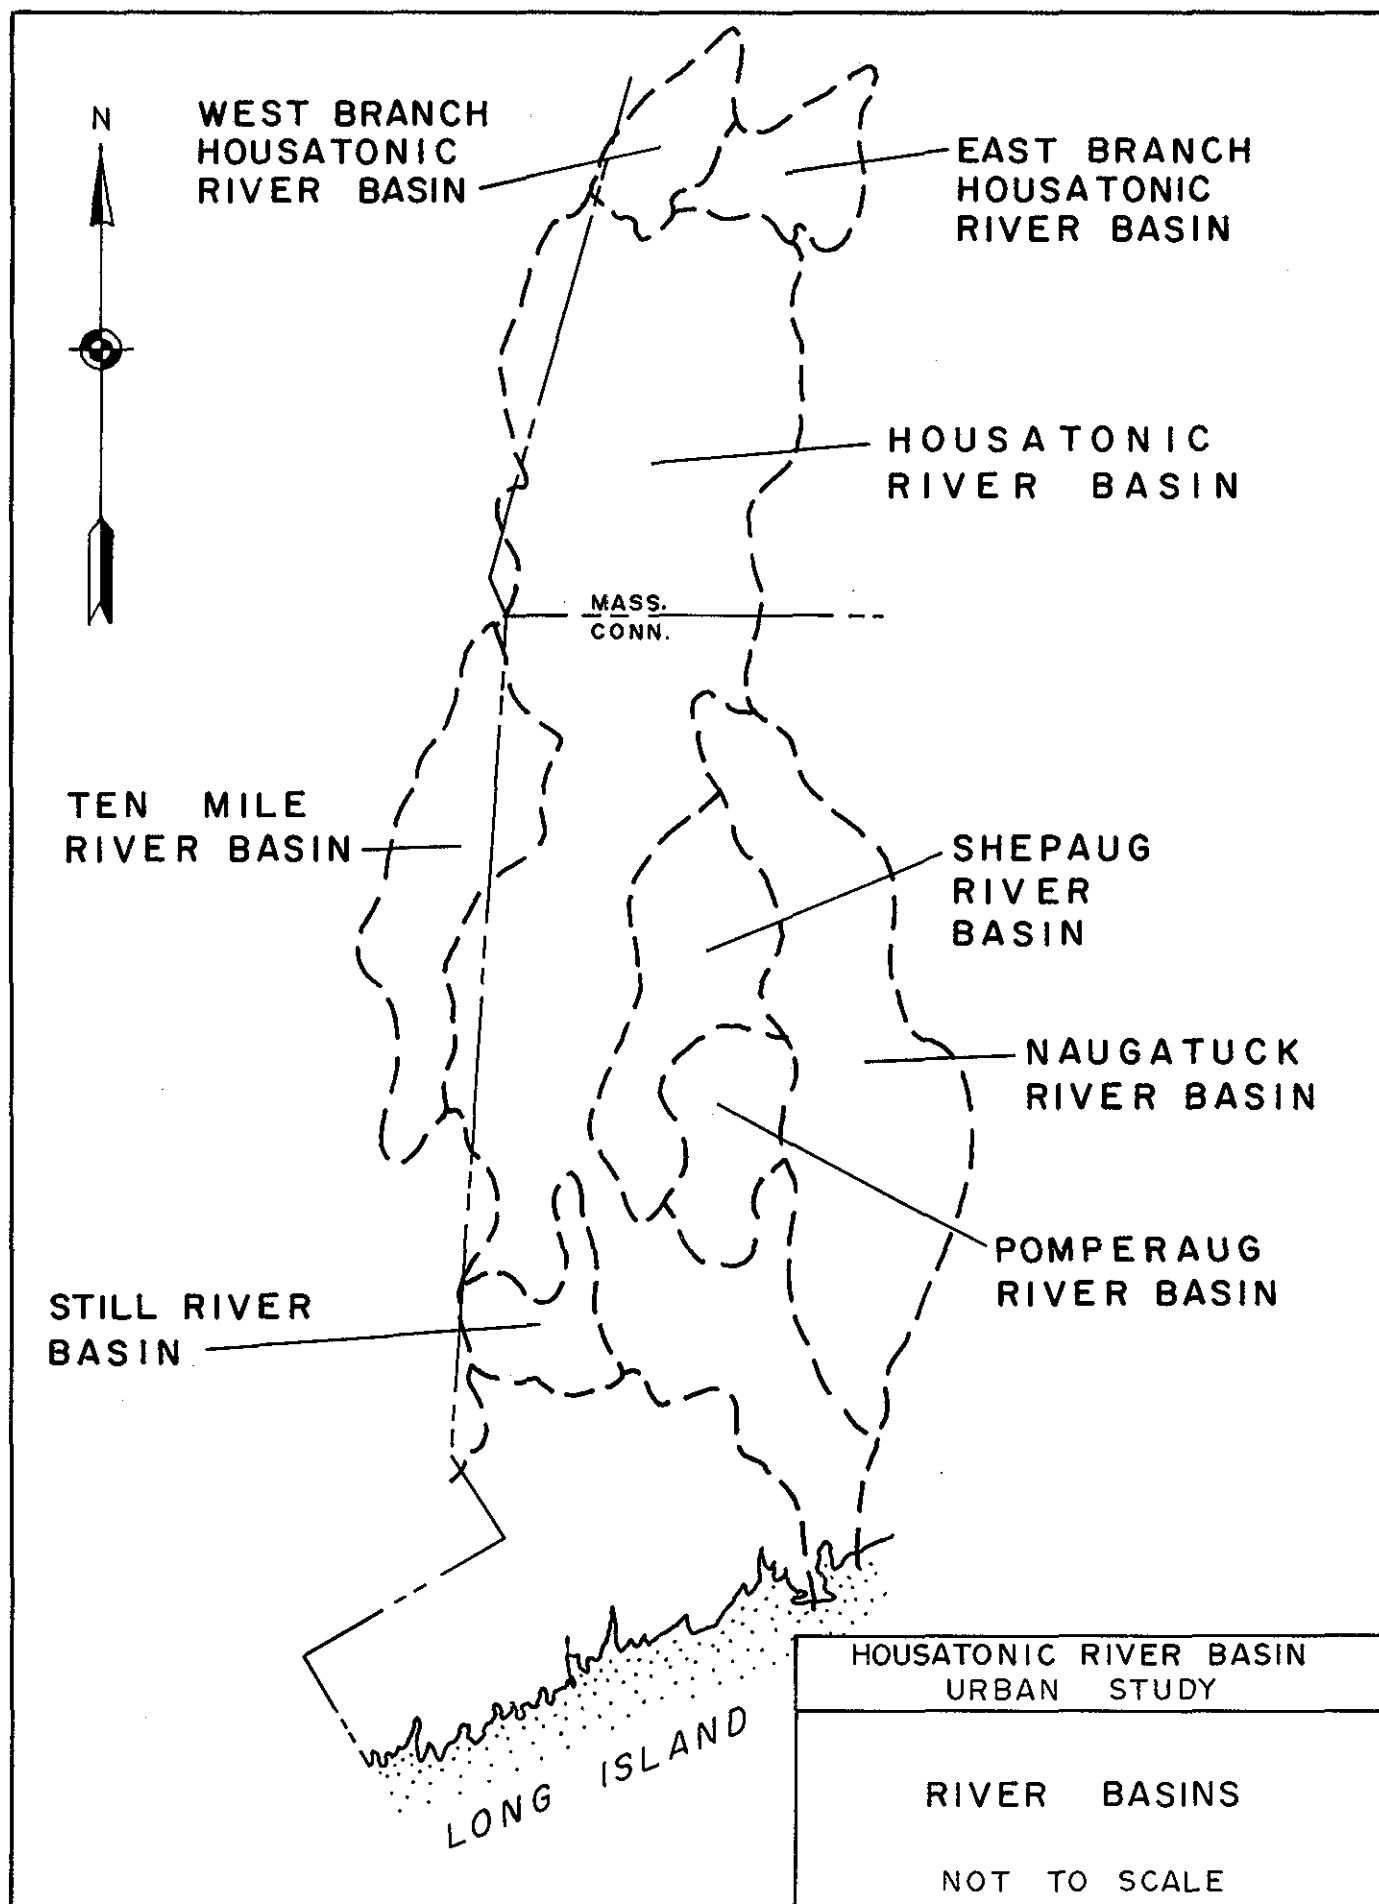 N
WEST BRANCH
HOUSATONIC
RIVER BASIN
EAST BRANCH
HOUSATONIC
RIVER BASIN
HOUSATONIC
RIVER BASIN
MASS.
CONN.
TEN MILE
RIVER BASIN
SHEPAUG
RIVER
BASIN
NAUGATUCK
RIVER BASIN
POMPERAUG
RIVER BASIN
STILL RIVER
BASIN
LONG ISLAND
HOUSATONIC RIVER BASIN
URBAN STUDY
RIVER BASINS
NOT TO SCALE